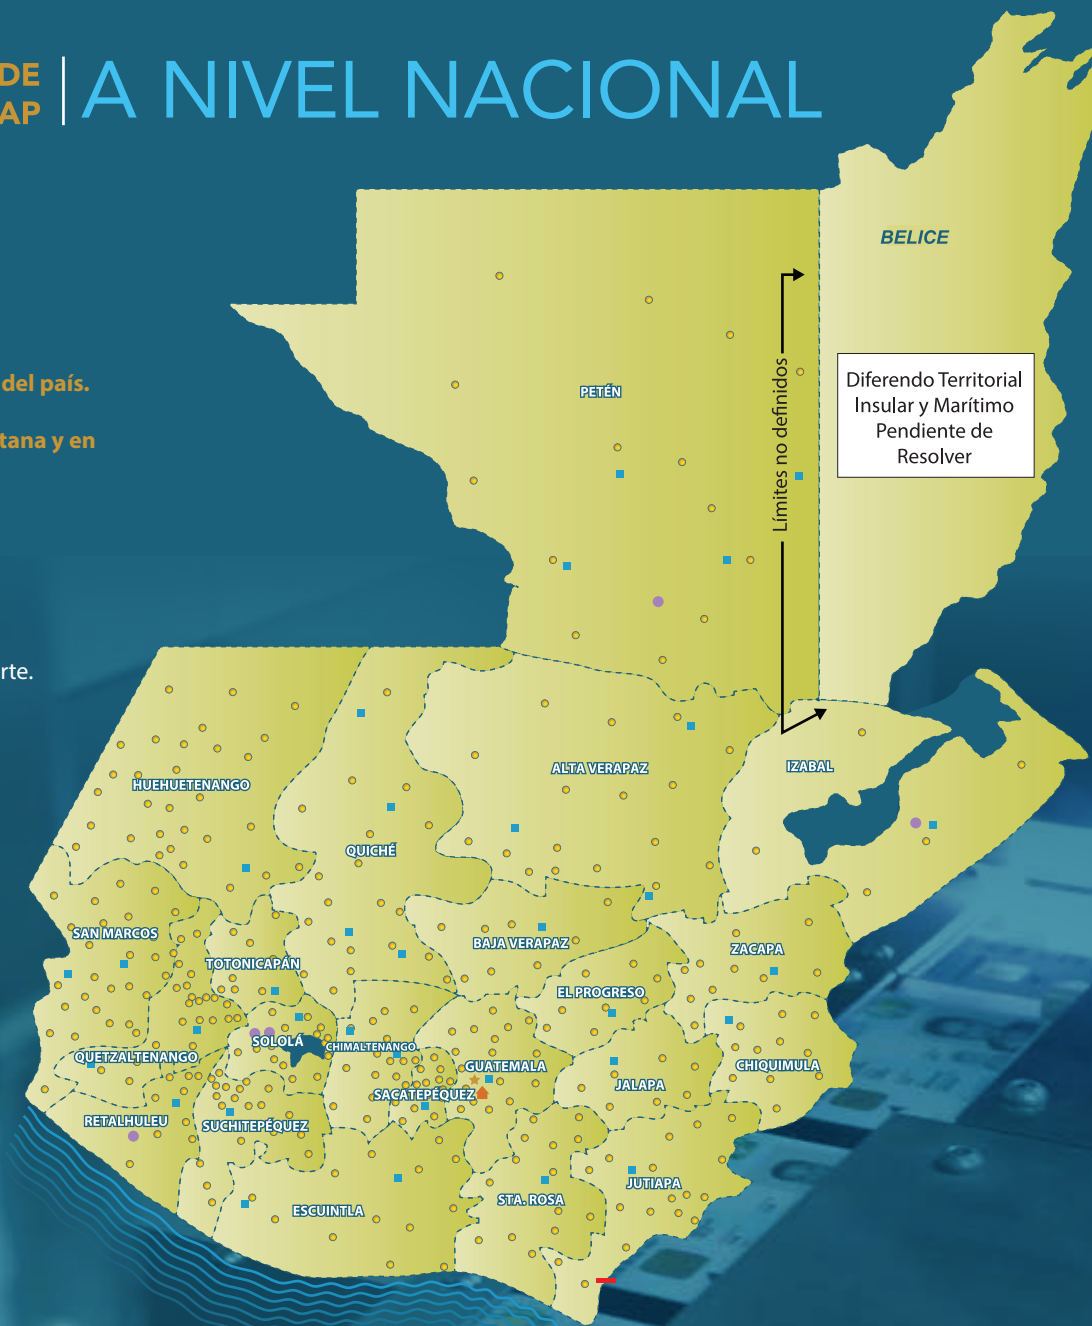 DE
AP
A NIVEL NACIONAL
BELICE
del país.
Diferendo Territorial
Insular y Marítimo
Pendiente de
Resolver
PETÉN
Límites no definidos
tana y en
rte.
ALTA VERAPAZ
IZABAL
HUEHUETENANGO
QUICHÉ
SAN MARCOS
BAJA VERAPAZ
ZACAPA
TOTONICAPÁN
EL PROGRESO
SOLOLÁ
CHIMALTENANGO
QUETZALTENANGO
GUATEMALA
CHIQUIMULA
JALAPA
SACATEPÉQUEZ
RETALHULEU
SUCHITEPÉQUEZ
JUTIAPA
STA. ROSA
ESCUINTLA